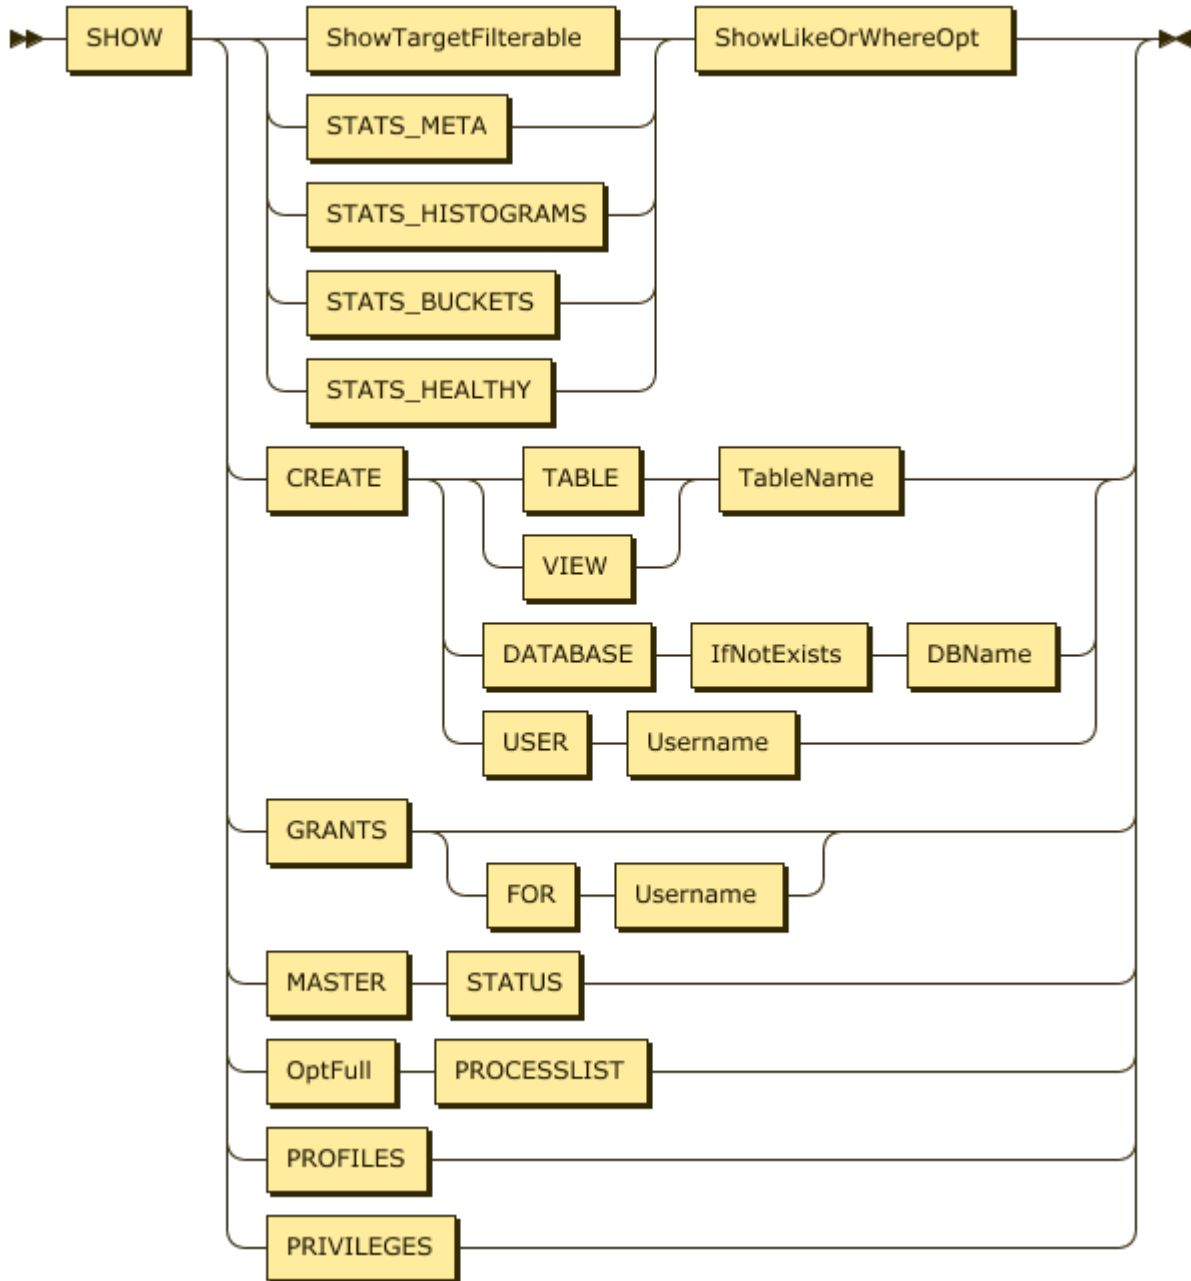 SHOW ShowTargetFilterable ShowLikeOrWhereOpt
STATS_META
STATS_HISTOGRAMS
STATS_BUCKETS
STATS_HEALTHY
CREATE TABLE TableName
VIEW
DATABASE IfNotExists DBName
USER Username
GRANTS
FOR Username
MASTER STATUS
OptFull PROCESSLIST
PROFILES
PRIVILEGES